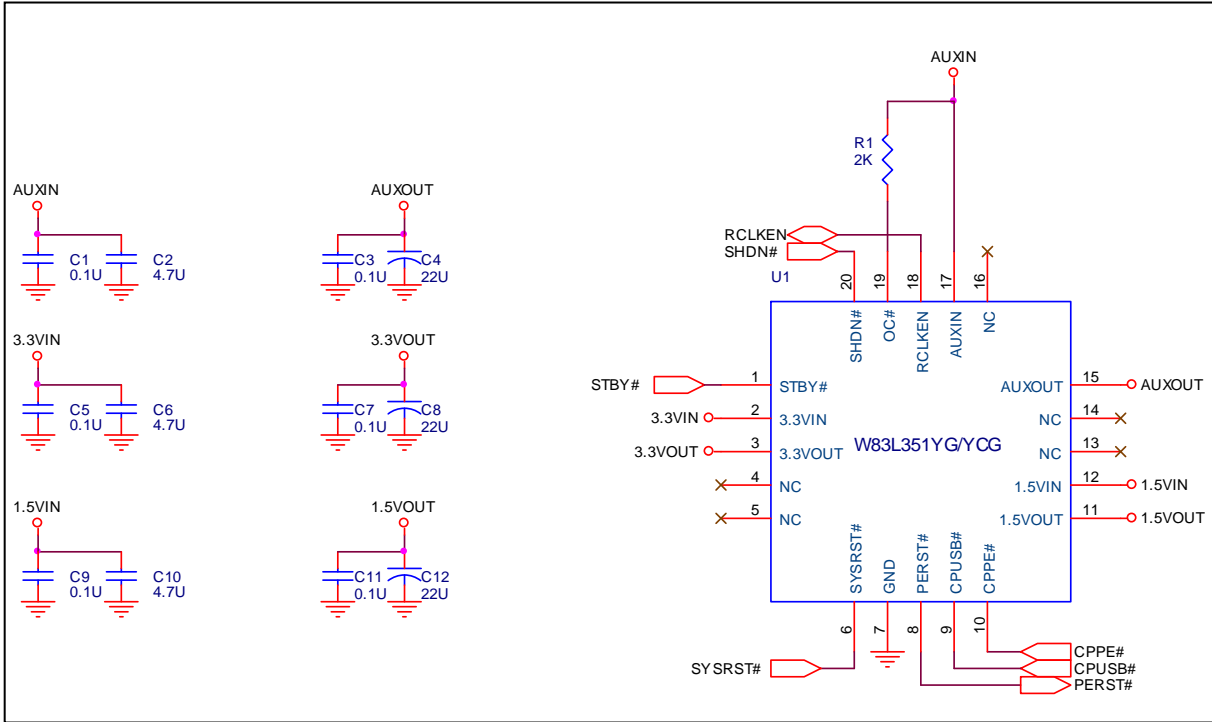 AUXIN
R1
2K
AUXIN
AUXOUT
C1
0.1U
C2
4.7U
C3
0.1U
C4
22U
RCLKEN
SHDN#
U1
20
19
18
17
16
SHDN#
OC#
RCLKEN
AUXIN
NC
3.3VIN
3.3VOUT
C5
0.1U
C6
4.7U
C7
0.1U
C8
22U
STBY#
1
STBY#
3.3VIN
2
3.3VIN
3.3VOUT
3
3.3VOUT
4
NC
5
NC
W83L351YG/YCG
AUXOUT
15
AUXOUT
NC
14
NC
13
1.5VIN
12
1.5VIN
1.5VOUT
11
1.5VOUT
1.5VIN
1.5VOUT
C9
0.1U
C10
4.7U
C11
0.1U
C12
22U
SYSRST#
GND
PERST#
CPUSB#
CPPE#
6
7
8
9
10
SYSRST#
CPPE#
CPUSB#
PERST#